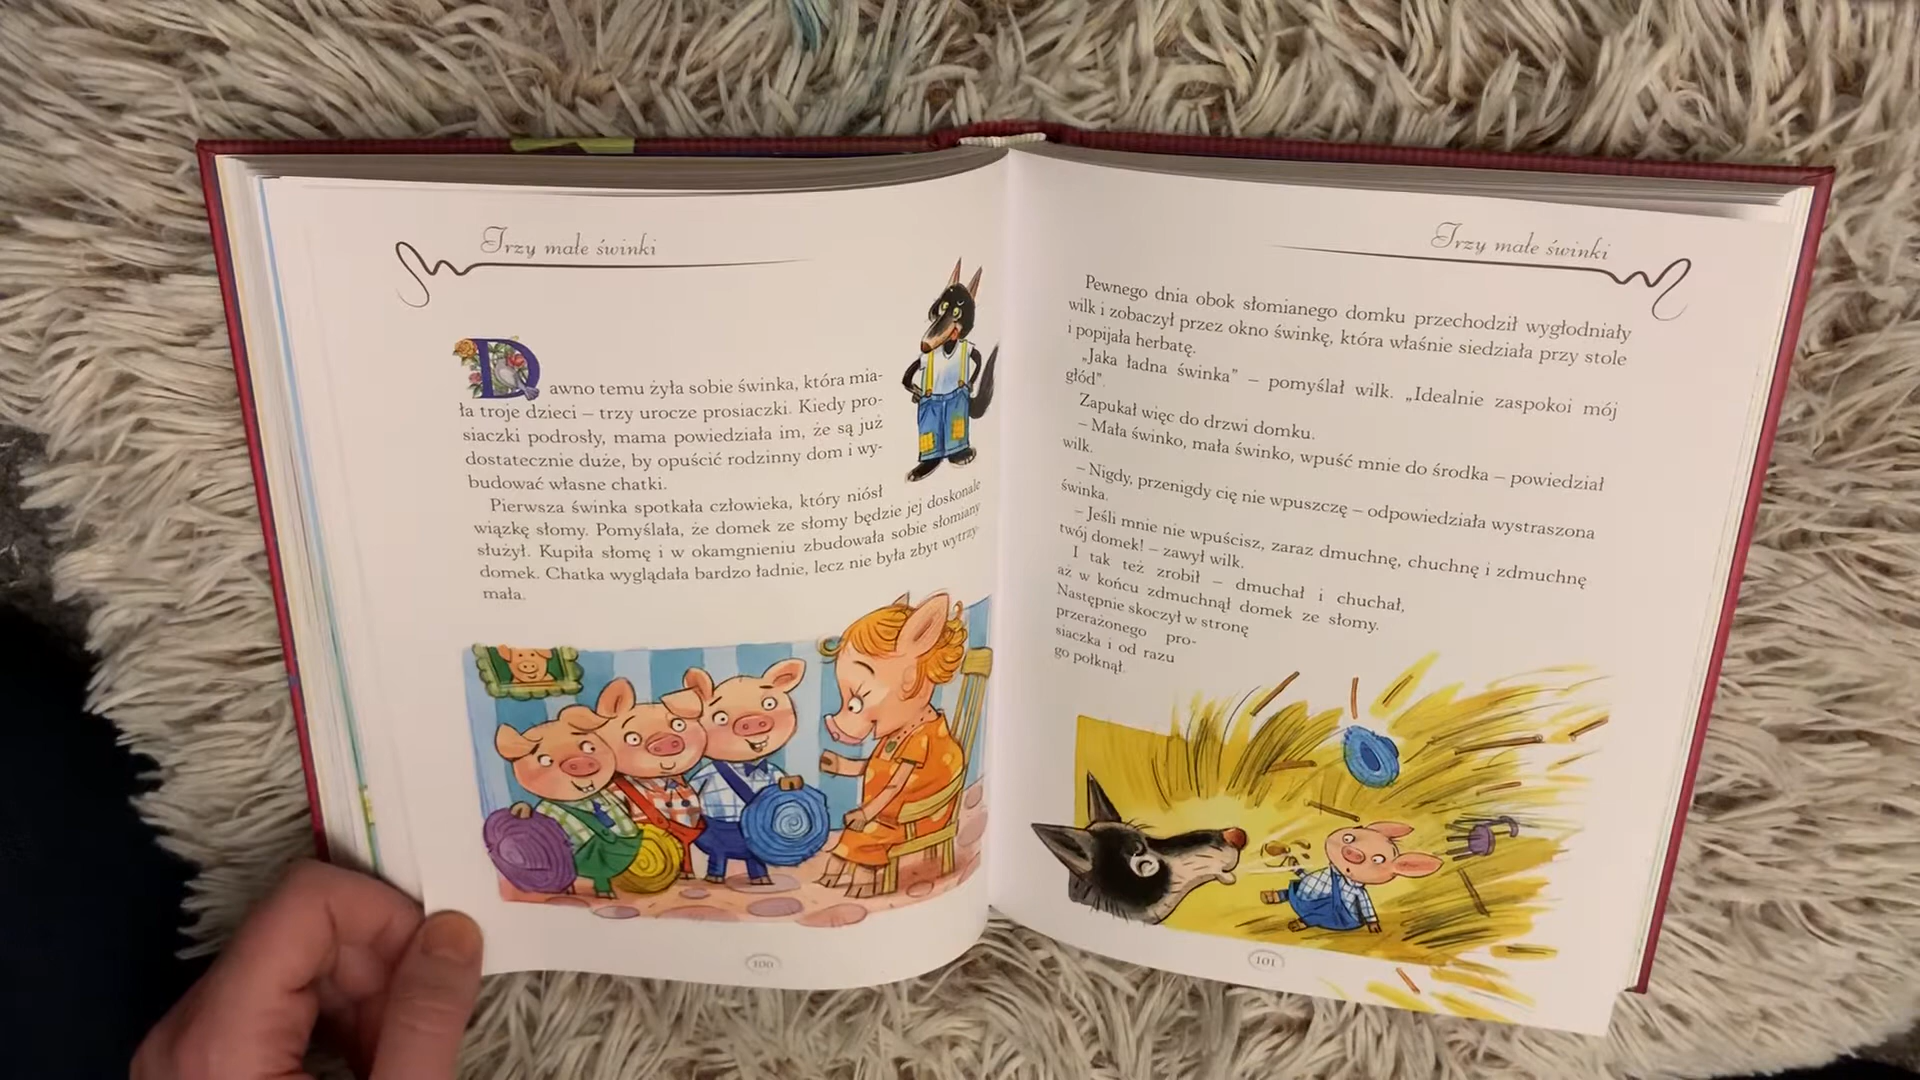 Trzy małe świnki
Dawno temu żyła sobie świnka, która mia-
ła troje dzieci – trzy urocze prosiaczki. Kiedy pro-
siaczki podrosły, mama powiedziała im, że są już
dostatecznie duże, by opuścić rodzinny dom i wy-
budować własne chatki.
Pierwsza świnka spotkała człowieka, który niósł
wiązkę słomy. Pomyślała, że domek ze słomy będzie jej doskonale
służył. Kupiła słomę i w okamgnieniu zbudowała sobie słomiany
domek. Chatka wyglądała bardzo ładnie, lecz nie była zbyt wytrzy-
mała.
100
Trzy małe świnki
Pewnego dnia obok słomianego domku przechodził wygłodniały
wilk i zobaczył przez okno świnkę, która właśnie siedziała przy stole
i popijała herbatę.
„Jaka ładna świnka” – pomyślał wilk. „Idealnie zaspokoi mój
głód”.
Zapukał więc do drzwi domku.
– Mała świnko, mała świnko, wpuść mnie do środka – powiedział
wilk.
– Nigdy, przenigdy cię nie wpuszczę – odpowiedziała wystraszona
świnka.
– Jeśli mnie nie wpuścisz, zaraz dmuchnę, chuchnę i zdmuchnę
twój domek! – zawył wilk.
I tak też zrobił – dmuchał i chuchał,
aż w końcu zdmuchnął domek ze słomy.
Następnie skoczył w stronę
przerażonego pro-
siaczka i od razu
go połknął.
101